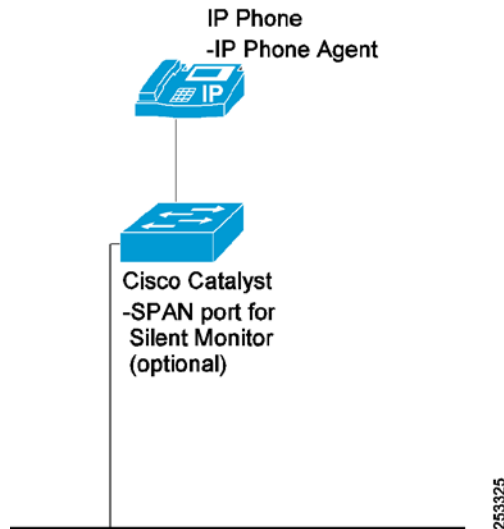 IP Phone
-IP Phone Agent
IP
Cisco Catalyst
-SPAN port for
Silent Monitor
(optional)
253325